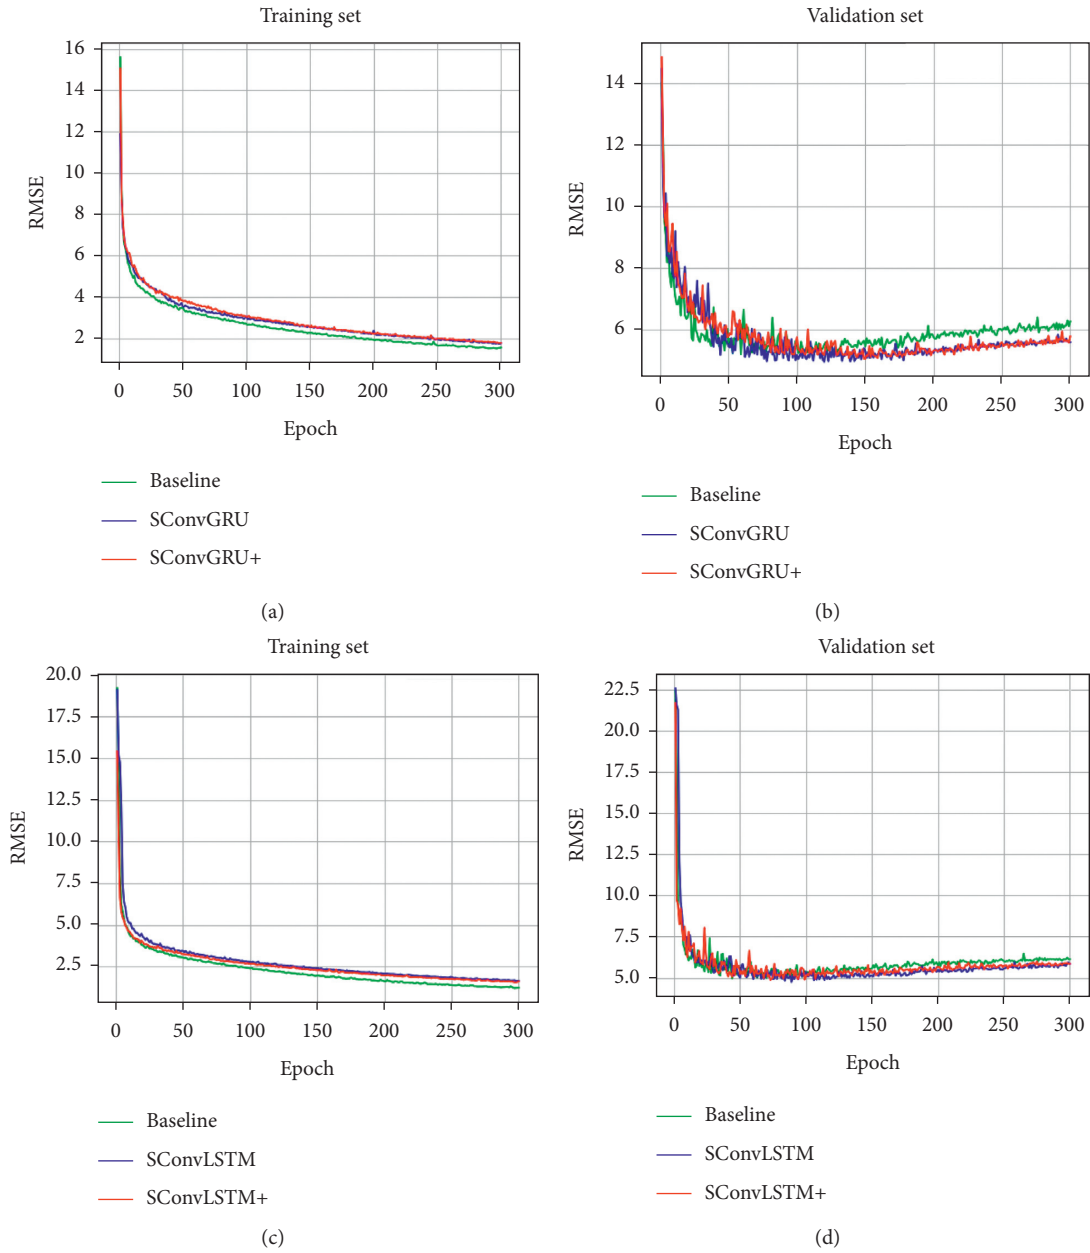 Training set
16
14
12
10
8
6
4
2
RMSE
0 50 100 150 200 250 300
Epoch
Baseline
SConvGRU
SConvGRU+
(a)
Validation set
14
12
10
8
6
RMSE
0 50 100 150 200 250 300
Epoch
Baseline
SConvGRU
SConvGRU+
(b)
Training set
20.0
17.5
15.0
12.5
10.0
7.5
5.0
2.5
RMSE
0 50 100 150 200 250 300
Epoch
Baseline
SConvLSTM
SConvLSTM+
(c)
Validation set
22.5
20.0
17.5
15.0
12.5
10.0
7.5
5.0
RMSE
0 50 100 150 200 250 300
Epoch
Baseline
SConvLSTM
SConvLSTM+
(d)